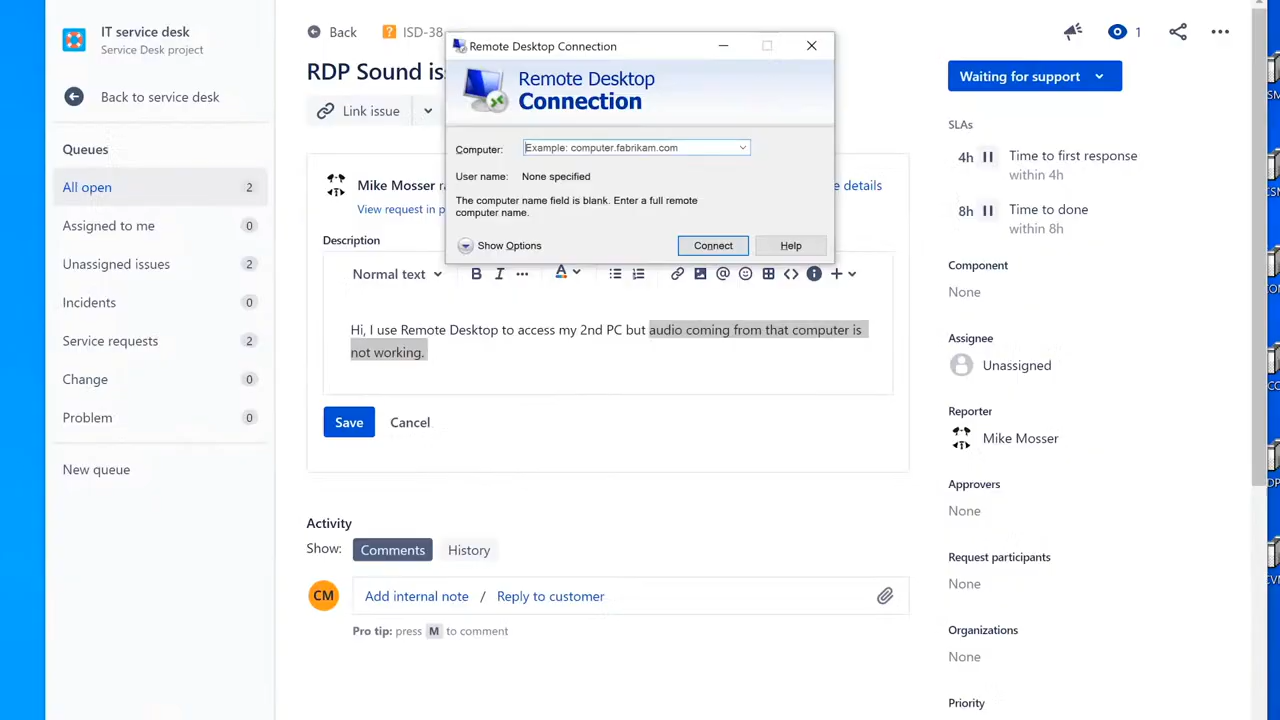 IT service desk
Service Desk project
Back to service desk
Queues
All open 2
Assigned to me 0
Unassigned issues 2
Incidents 0
Service requests 2
Change 0
Problem 0
New queue
Back
ISD-38
1
RDP Sound is
Link issue
Mike Mosser
View request in p
e details
Description
Normal text
Hi, I use Remote Desktop to access my 2nd PC but audio coming from that computer is
not working.
Save Cancel
Remote Desktop Connection
Remote Desktop
Connection
Computer: Example: computer.fabrikam.com
User name: None specified
The computer name field is blank. Enter a full remote
computer name.
Show Options Connect Help
Activity
Show: Comments History
CM Add internal note / Reply to customer
Pro tip: press M to comment
Waiting for support
SLAs
4h Time to first response
within 4h
8h Time to done
within 8h
Component
None
Assignee
Unassigned
Reporter
Mike Mosser
Approvers
None
Request participants
None
Organizations
None
Priority